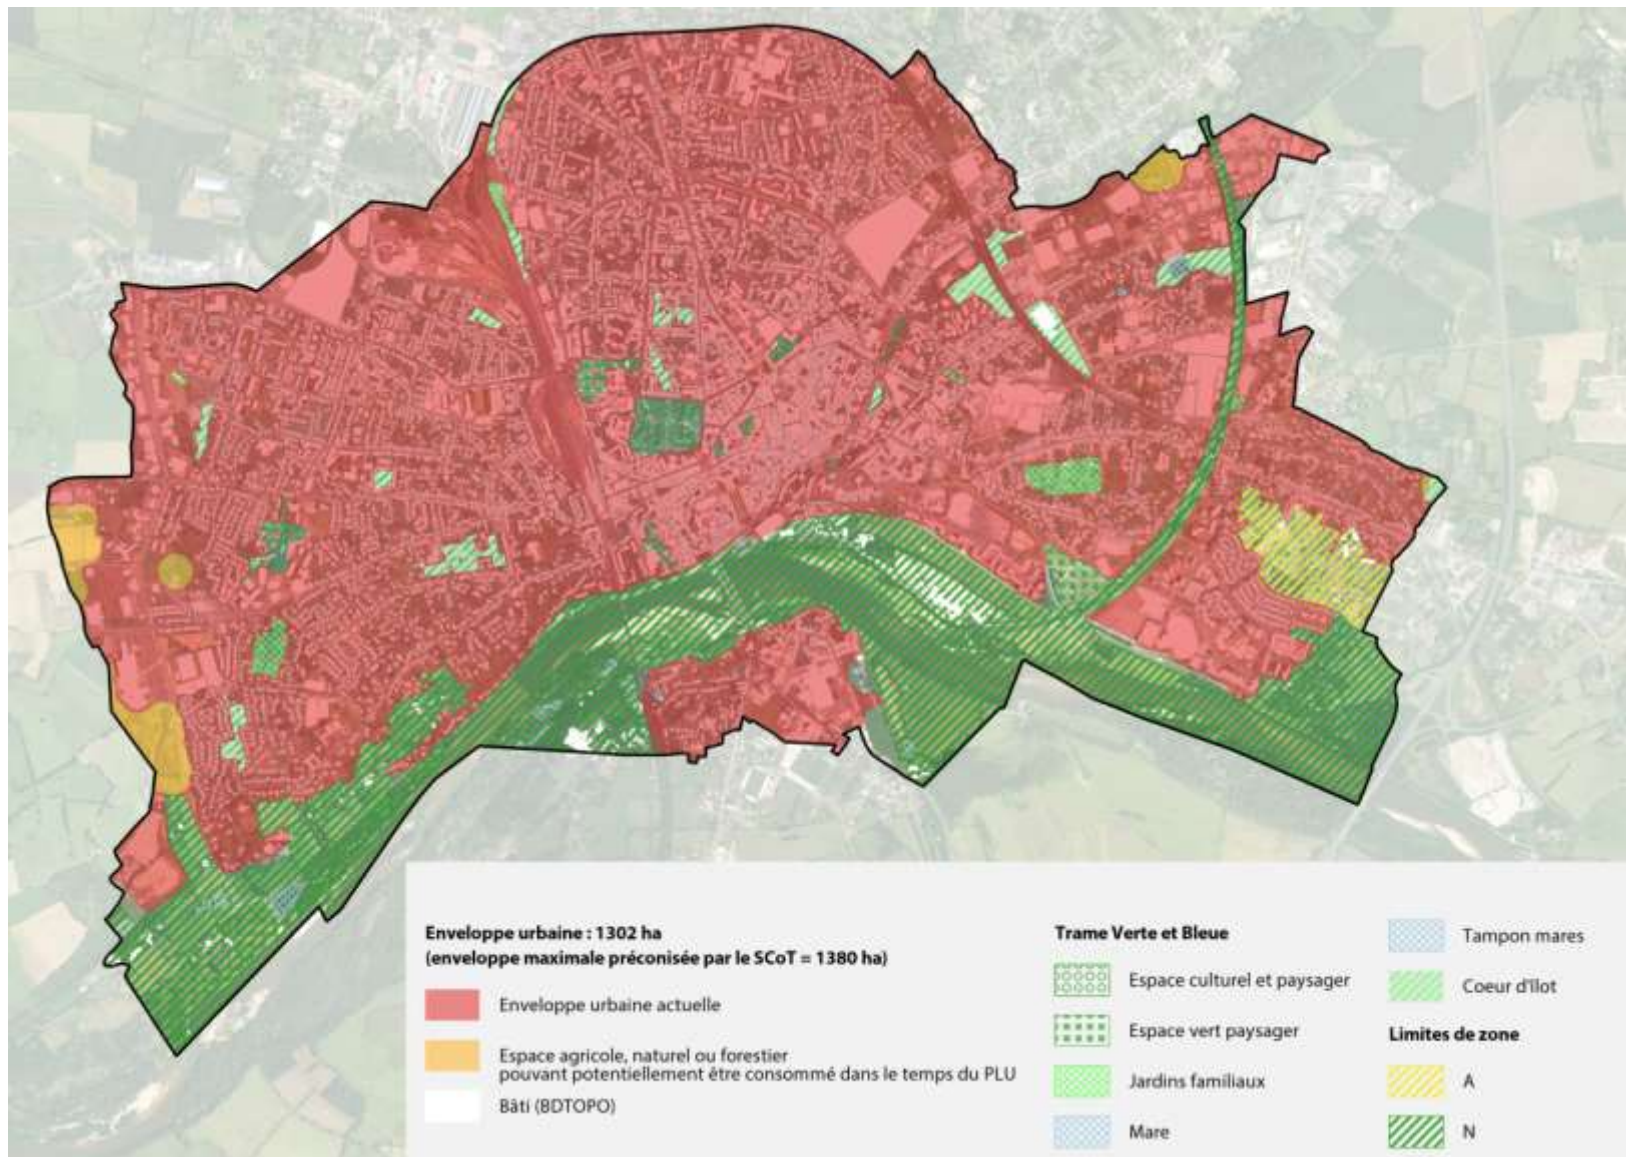 Enveloppe urbaine : 1302 ha
(enveloppe maximale préconisée par le SCoT = 1380 ha)
Enveloppe urbaine actuelle
Espace agricole, naturel ou forestier
pouvant potentiellement être consommé dans le temps du PLU
Bâti (BDTOPO)
Trame Verte et Bleue
Espace culturel et paysager
Espace vert paysager
Jardins familiaux
Mare
Tampon mares
Coeur d'îlot
Limites de zone
A
N